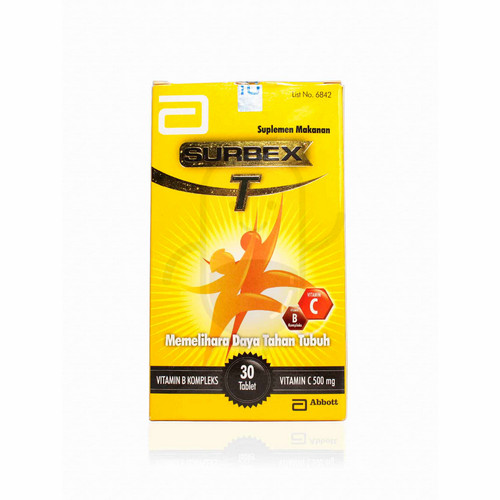 List No. 6842
Suplemen Makanan
SURBEX
T
VITAMIN
C
B
Kompleks
Memelihara Daya Tahan Tubuh
VITAMIN B KOMPLEKS
30
Tablet
VITAMIN C 500 mg
Abbott